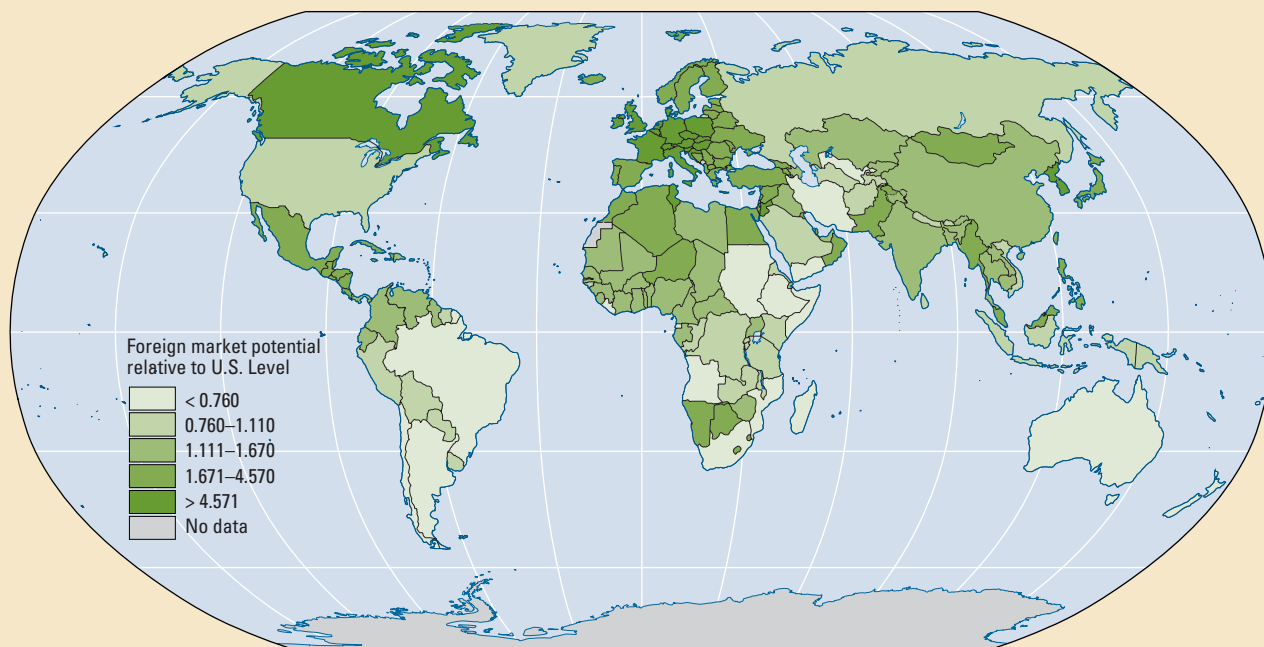 Foreign market potential
relative to U.S. Level
< 0.760
0.760–1.110
1.111–1.670
1.671–4.570
> 4.571
No data